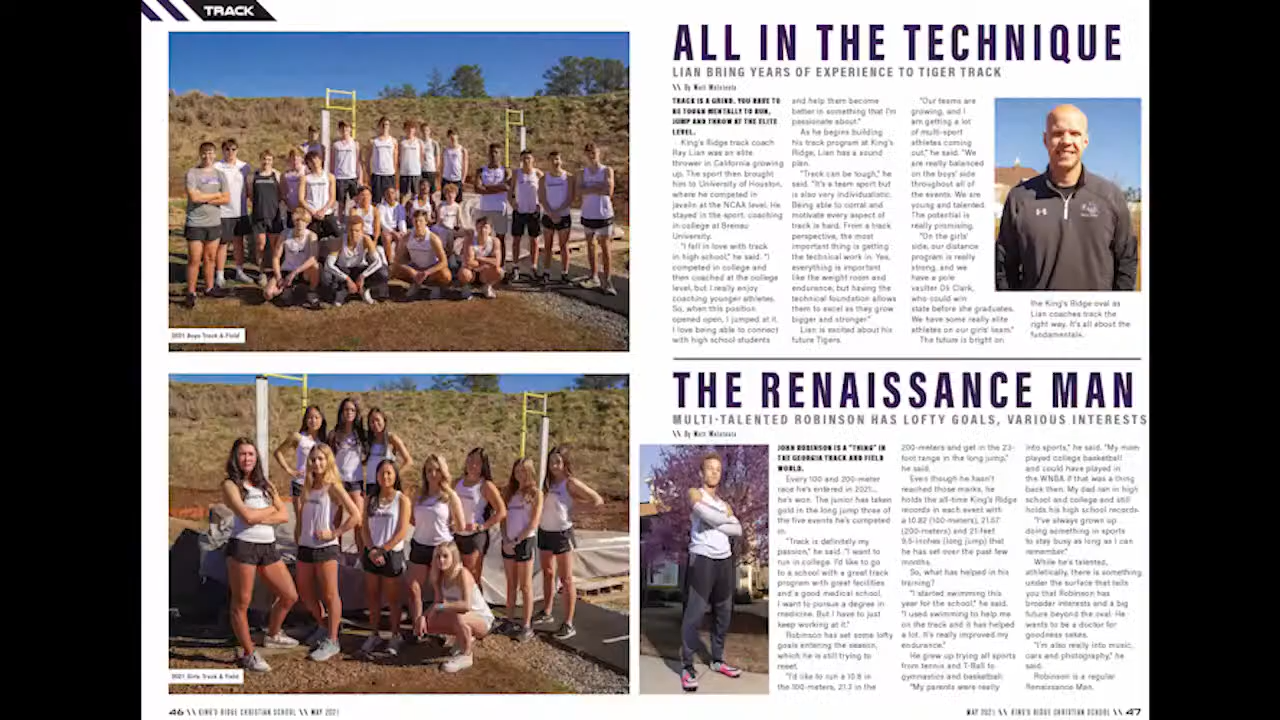 TRACK
2021 Boys Track & Field
2021 Girls Track & Field
46 \\ KING'S RIDGE CHRISTIAN SCHOOL \\ MAY 2021
ALL IN THE TECHNIQUE
LIAN BRING YEARS OF EXPERIENCE TO TIGER TRACK
\\ By Matt
TRACK IS A GRIND. YOU HAVE TO
BE TOUGH MENTALLY TO RUN,
JUMP AND THROW AT THE ELITE
LEVEL.
King's Ridge track coach
Ray Lian was an elite
thrower in California growing
up. The sport then brought
him to University of Houston,
where he competed in
javelin at the NCAA level. He
stayed in the sport, coaching
in college at Brenau
University.
"I fell in love with track
in high school," he said. "I
competed in college and
then coached at the college
level, but I really enjoy
coaching younger athletes.
So, when this position
opened open, I jumped at it.
I love being able to connect
with high school students
and help them become
better in something that I'm
passionate about."
As he begins building
his track program at King's
Ridge, Lian has a sound
plan.
"Track can be tough," he
said. "It's a team sport but
is also very individualistic.
Being able to corral and
motivate every aspect of
track is hard. From a track
perspective, the most
important thing is getting
the technical work in. Yes,
everything is important
like the weight room and
endurance, but having the
technical foundation allows
them to excel as they grow
bigger and stronger."
Lian is excited about his
future Tigers.
"Our teams are
growing, and I
am getting a lot
of multi-sport
athletes coming
out," he said. "We
are really balanced
on the boys' side
throughout all of
the events. We are
young and talented.
The potential is
really promising.
"On the girls'
side, our distance
program is really
strong, and we
have a pole
vaulter Oli Clark,
who could win
state before she graduates.
We have some really elite
athletes on our girls' team."
The future is bright on
the King's Ridge oval as
Lian coaches track the
right way. It's all about the
fundamentals.
THE RENAISSANCE MAN
MULTI-TALENTED ROBINSON HAS LOFTY GOALS, VARIOUS INTERESTS
\\ By Matt
JOHN ROBINSON IS A "THING" IN
THE GEORGIA TRACK AND FIELD
WORLD.
Every 100 and 200-meter
race he's entered in 2021...
he's won. The junior has taken
gold in the long jump three of
the five events he's competed
in.
"Track is definitely my
passion," he said. "I want to
run in college. I'd like to go
to a school with a great track
program with great facilities
and a good medical school.
I want to pursue a degree in
medicine. But I have to just
keep working at it."
Robinson has set some lofty
goals entering the season,
which he is still trying to
reset.
"I'd like to run a 10.8 in
the 100-meters, 21.3 in the
200-meters and get in the 23-
foot range in the long jump,"
he said.
Even though he hasn't
reached those marks, he
holds the all-time King's Ridge
records in each event with
a 10.82 (100-meters), 21.67
(200-meters) and 21-feet
9.5-inches (long jump) that
he has set over the past few
months.
So, what has helped in his
training?
"I started swimming this
year for the school," he said.
"I used swimming to help me
on the track and it has helped
a lot. It's really improved my
endurance."
He grew up trying all sports
from tennis and T-Ball to
gymnastics and basketball.
"My parents were really
into sports," he said. "My mom
played college basketball
and could have played in
the WNBA if that was a thing
back then. My dad ran in high
school and college and still
holds his high school records.
"I've always grown up
doing something in sports
to stay busy as long as I can
remember."
While he's talented,
athletically, there is something
under the surface that tells
you that Robinson has
broader interests and a big
future beyond the oval. He
wants to be a doctor for
goodness sakes.
"I'm also really into music,
cars and photography," he
said.
Robinson is a regular
Renaissance Man.
MAY 2021 \\ KING'S RIDGE CHRISTIAN SCHOOL \\ 47